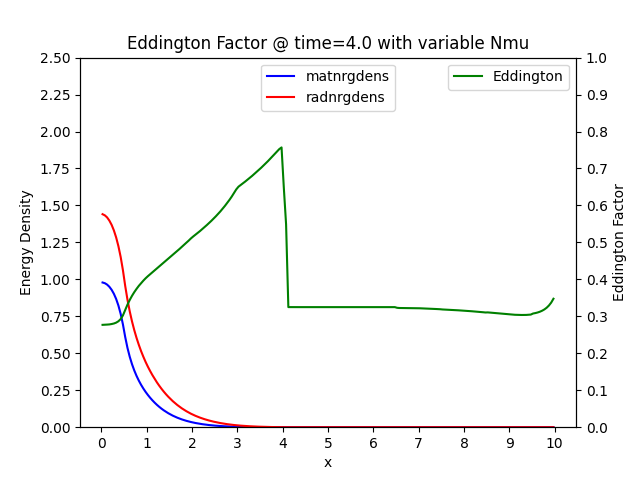 Eddington Factor @ time=4.0 with variable Nmu
matnrgdens
radnrgdens
Eddington
Energy Density
2.50
2.25
2.00
1.75
1.50
1.25
1.00
0.75
0.50
0.25
0.00
1.0
0.9
0.8
0.7
0.6
0.5
0.4
0.3
0.2
0.1
0.0
Eddington Factor
0 1 2 3 4 5 6 7 8 9 10
x